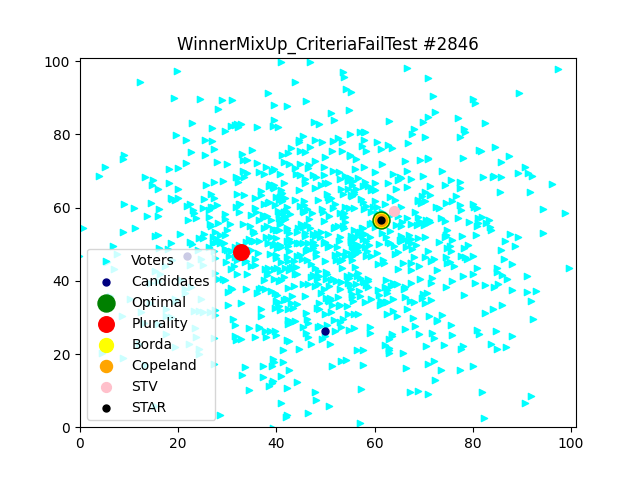 WinnerMixUp_CriteriaFailTest #2846
100
80
60
40
20
0
Voters
Candidates
Optimal
Plurality
Borda
Copeland
STV
STAR
0 20 40 60 80 100